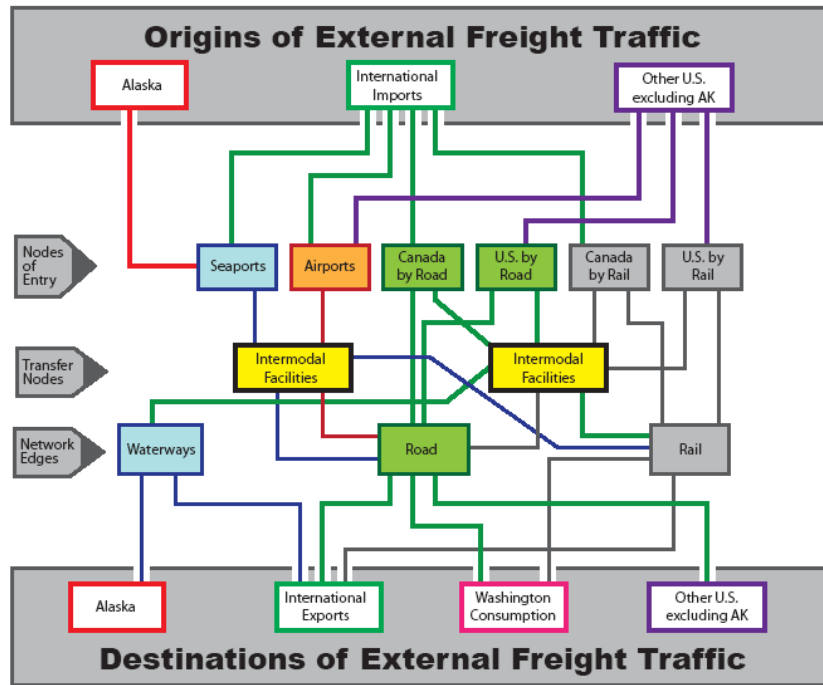 Origins of External Freight Traffic
Alaska
International
Imports
Other U.S.
excluding AK
Nodes
of
Entry
Seaports
Airports
Canada
by Road
U.S. by
Road
Canada
by Rail
U.S. by
Rail
Transfer
Nodes
Intermodal
Facilities
Intermodal
Facilities
Network
Edges
Waterways
Road
Rail
Alaska
International
Exports
Washington
Consumption
Other U.S.
excluding AK
Destinations of External Freight Traffic